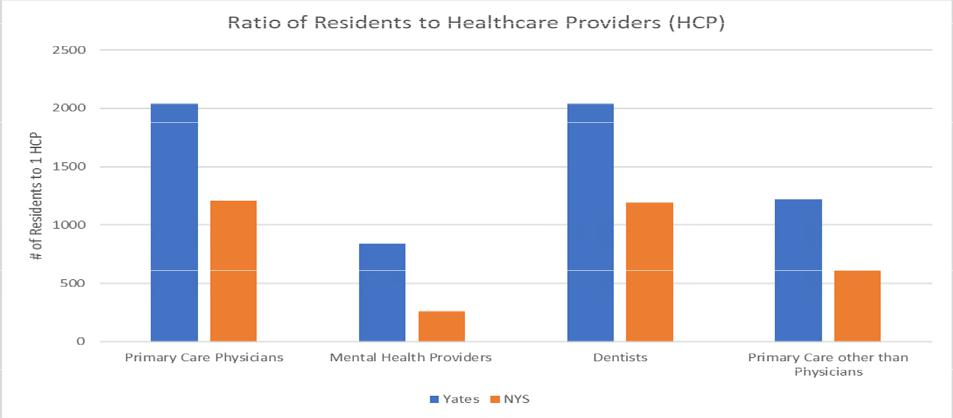 Ratio of Residents to Healthcare Providers (HCP)
2500
2000
1500
1000
500
0
# of Residents to 1 HCP
Primary Care Physicians
Mental Health Providers
Dentists
Primary Care other than
Physicians
Yates
NYS